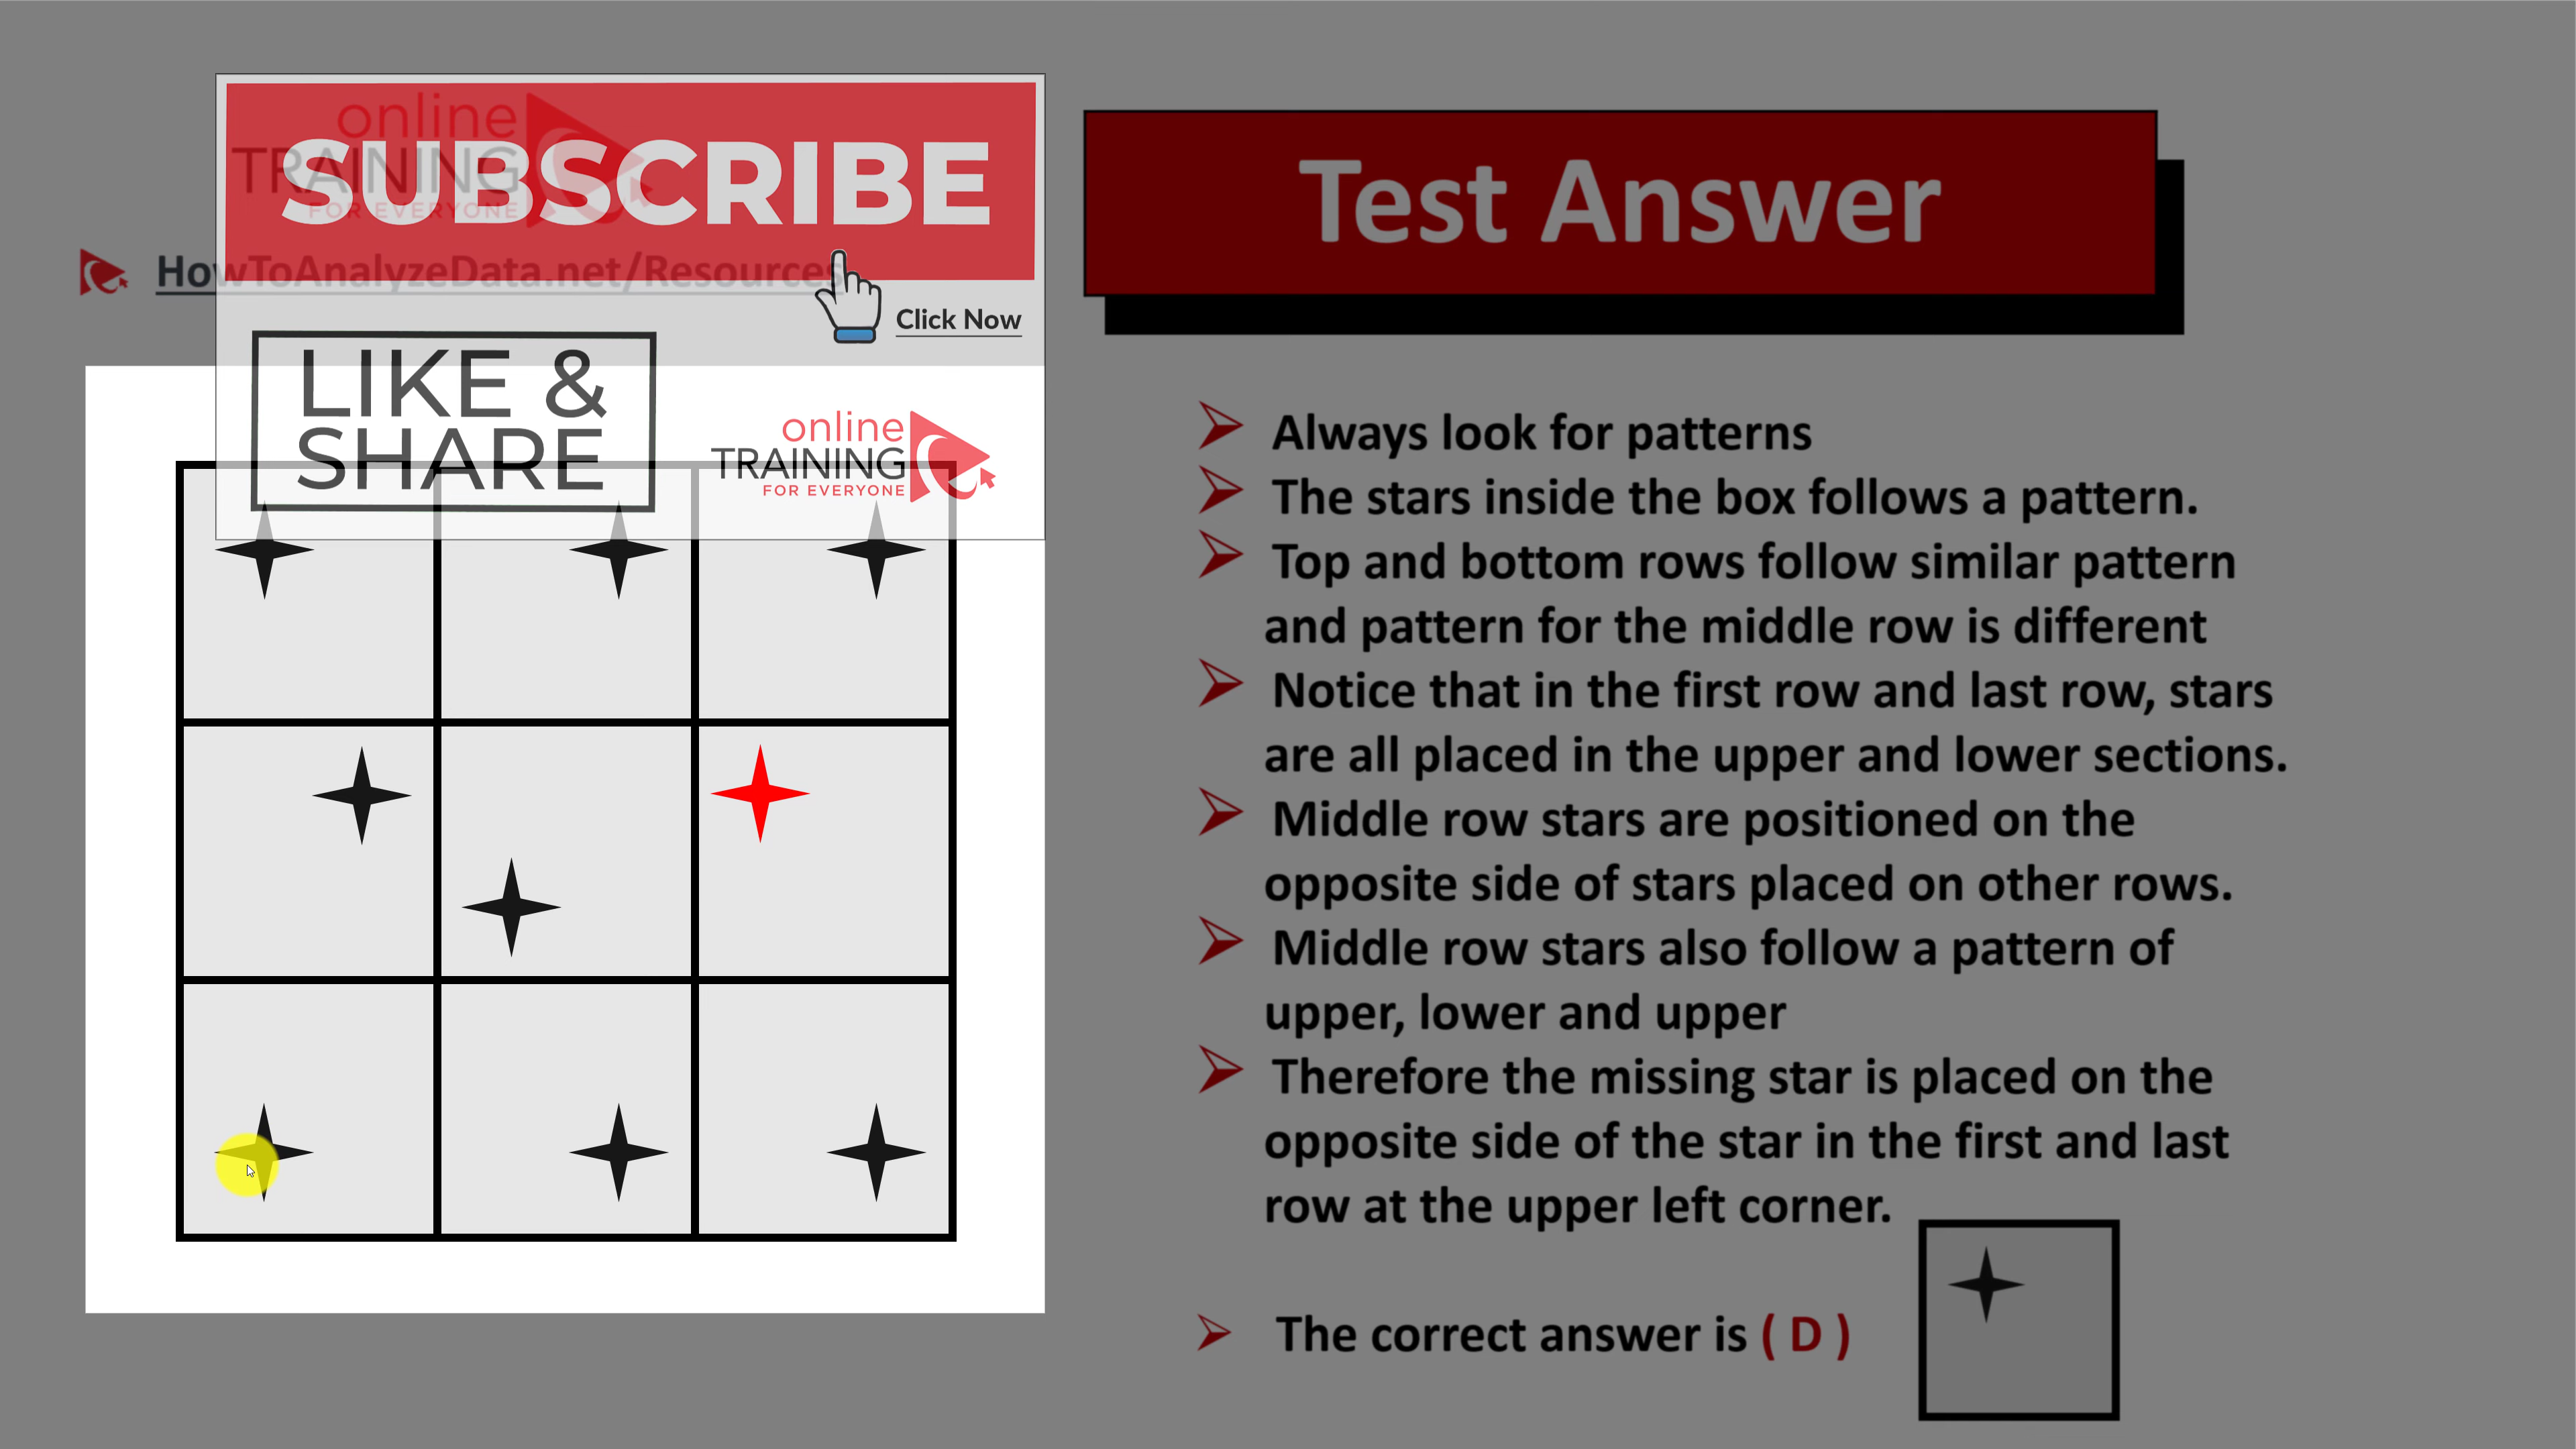 online
TRAINING
FOR EVERYONE
SUBSCRIBE
HowToAnalyzeData.net/Resources
Click Now
LIKE &
SHARE
online
TRAINING
FOR EVERYONE
Test Answer
Always look for patterns
The stars inside the box follows a pattern.
Top and bottom rows follow similar pattern
and pattern for the middle row is different
Notice that in the first row and last row, stars
are all placed in the upper and lower sections.
Middle row stars are positioned on the
opposite side of stars placed on other rows.
Middle row stars also follow a pattern of
upper, lower and upper
Therefore the missing star is placed on the
opposite side of the star in the first and last
row at the upper left corner.
The correct answer is ( D )